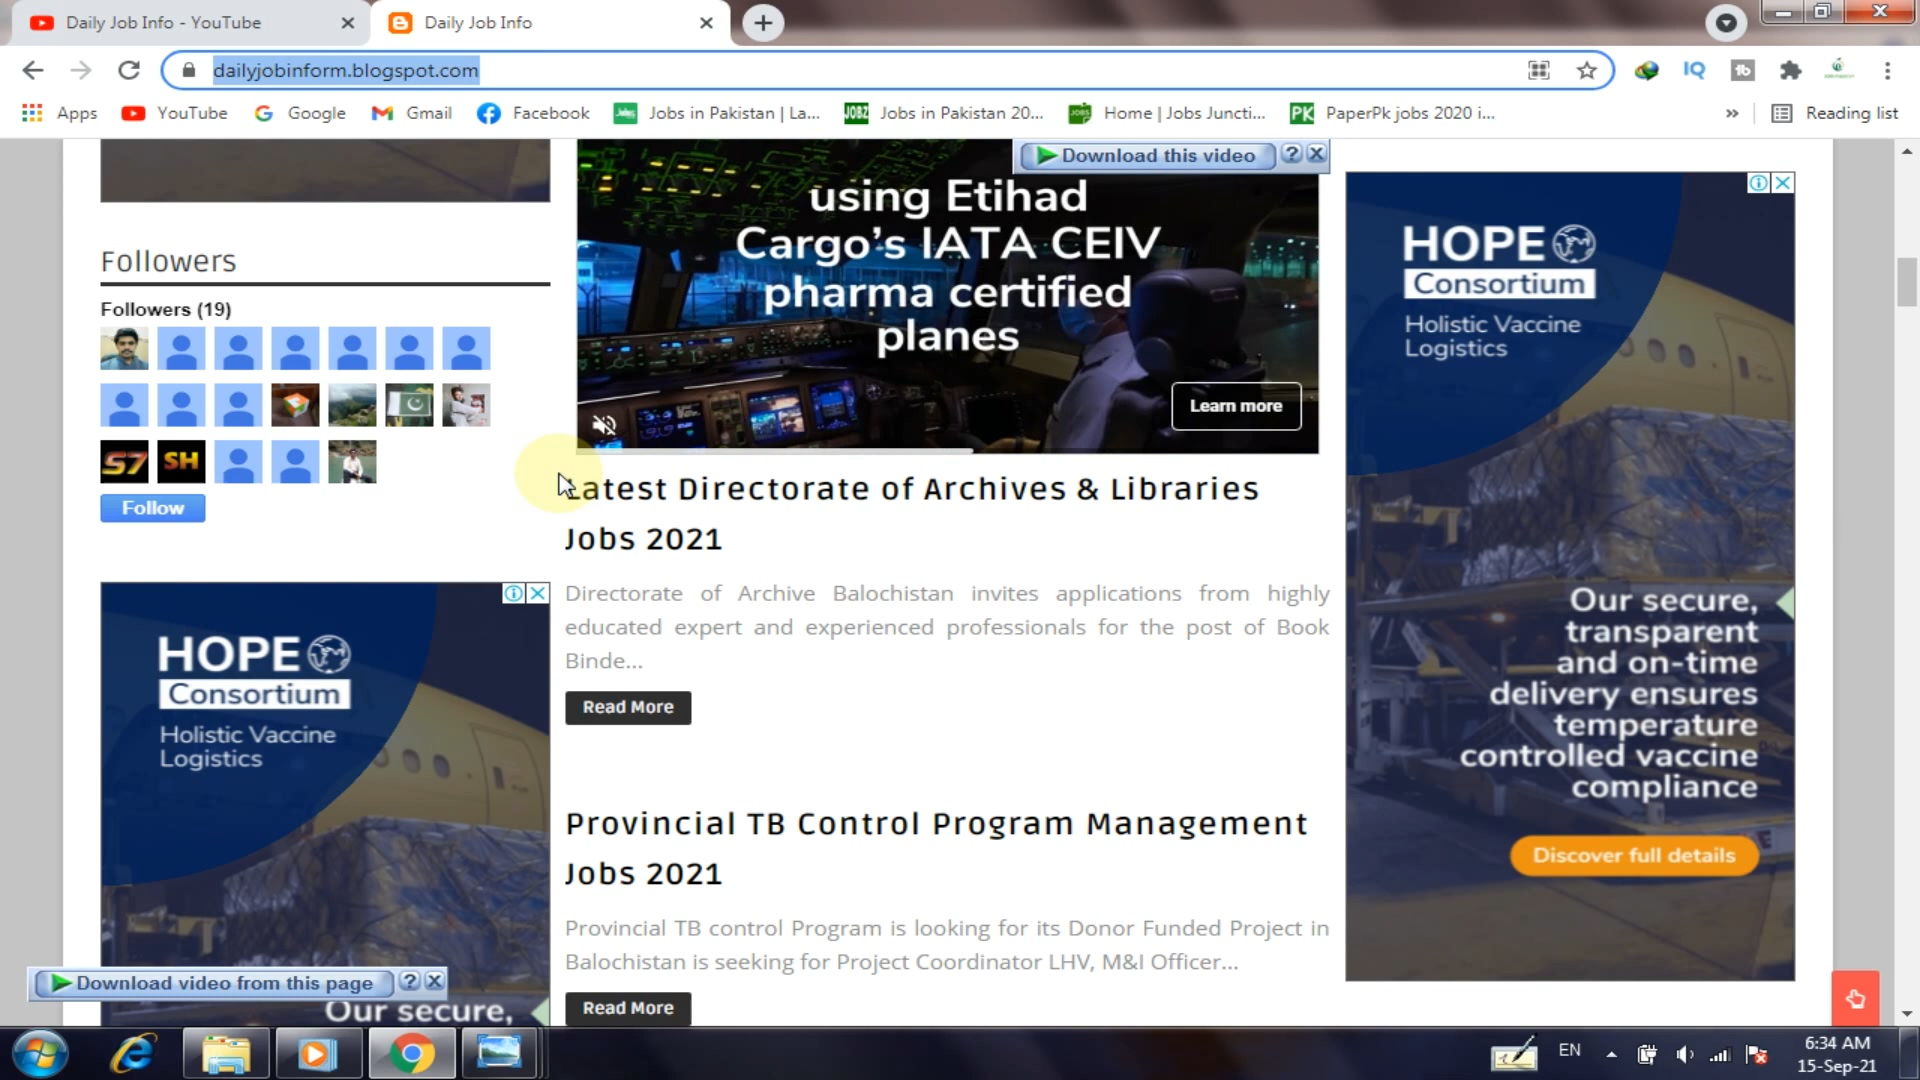 Daily Job Info - YouTube
Daily Job Info
dailyjobinform.blogspot.com
IQ
tb
Apps
YouTube
Google
Gmail
Facebook
Jobs in Pakistan | La...
JOBZ
Jobs in Pakistan 20...
Home | Jobs Juncti...
PK
PaperPk jobs 2020 i...
»
Reading list
Followers
Followers (19)
S7
SH
Follow
HOPE
Consortium
Holistic Vaccine
Logistics
Our secure,
Download video from this page
?
Download this video
?
using Etihad
Cargo's IATA CEIV
pharma certified
planes
Learn more
Latest Directorate of Archives & Libraries
Jobs 2021
Directorate of Archive Balochistan invites applications from highly
educated expert and experienced professionals for the post of Book
Binde...
Read More
Provincial TB Control Program Management
Jobs 2021
Provincial TB control Program is looking for its Donor Funded Project in
Balochistan is seeking for Project Coordinator LHV, M&I Officer...
Read More
HOPE
Consortium
Holistic Vaccine
Logistics
Our secure,
transparent
and on-time
delivery ensures
temperature
controlled vaccine
compliance
Discover full details
EN
6:34 AM
15-Sep-21